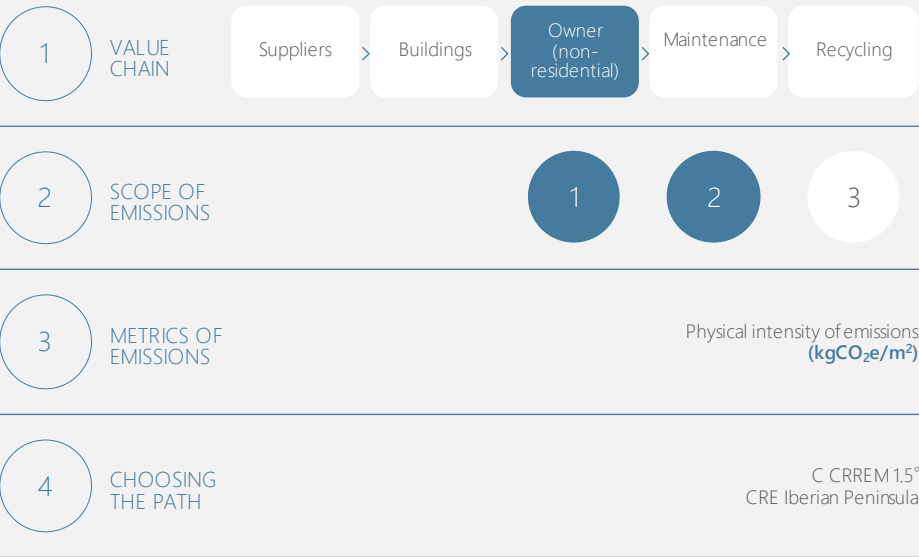 1
VALUE
CHAIN
Suppliers
Buildings
Owner
(non-
residential)
Maintenance
Recycling
2
SCOPE OF
EMISSIONS
1
2
3
3
METRICS OF
EMISSIONS
Physical intensity of emissions
(kgCO₂e/m²)
4
CHOOSING
THE PATH
C CRREM 1.5°
CRE Iberian Peninsula